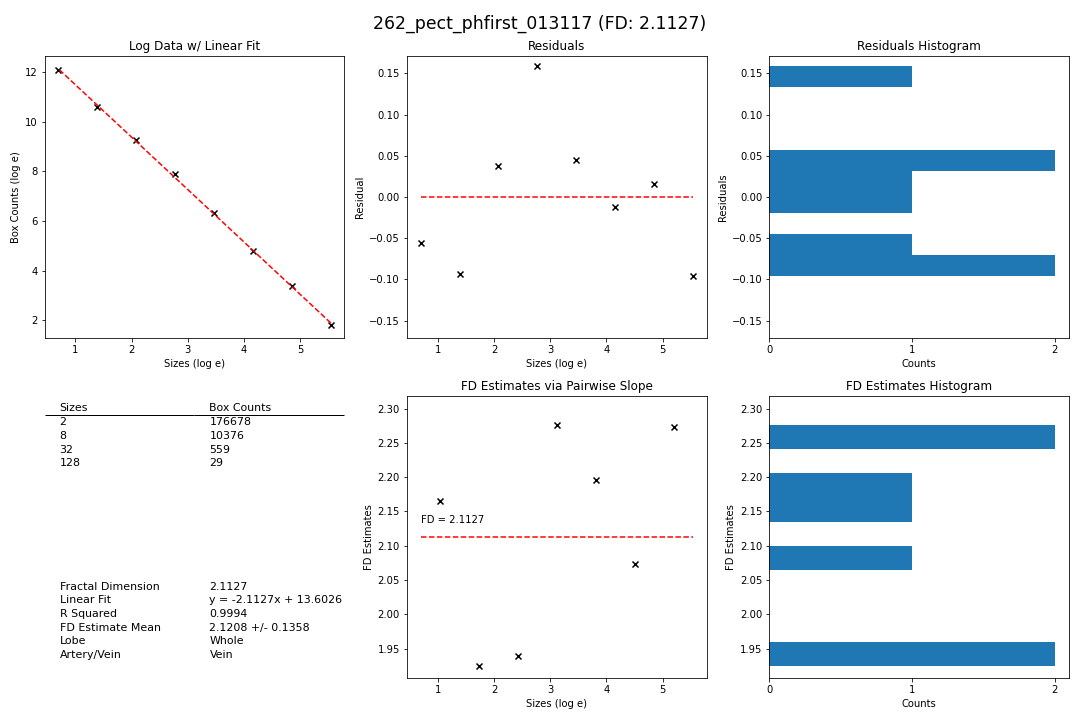 262_pect_phfirst_013117 (FD: 2.1127)
Log Data w/ Linear Fit
Box Counts (log e)
12
10
8
6
4
2
1 2 3 4 5
Sizes (log e)
Residuals
Residual
0.15
0.10
0.05
0.00
−0.05
−0.10
−0.15
1 2 3 4 5
Sizes (log e)
Residuals Histogram
Residuals
0.15
0.10
0.05
0.00
−0.05
−0.10
−0.15
0 1 2
Counts
Sizes Box Counts
2 176678
8 10376
32 559
128 29
Fractal Dimension 2.1127
Linear Fit y = -2.1127x + 13.6026
R Squared 0.9994
FD Estimate Mean 2.1208 +/- 0.1358
Lobe Whole
Artery/Vein Vein
FD Estimates via Pairwise Slope
FD Estimates
2.30
2.25
2.20
2.15
2.10
2.05
2.00
1.95
FD = 2.1127
1 2 3 4 5
Sizes (log e)
FD Estimates Histogram
FD Estimates
2.30
2.25
2.20
2.15
2.10
2.05
2.00
1.95
0 1 2
Counts